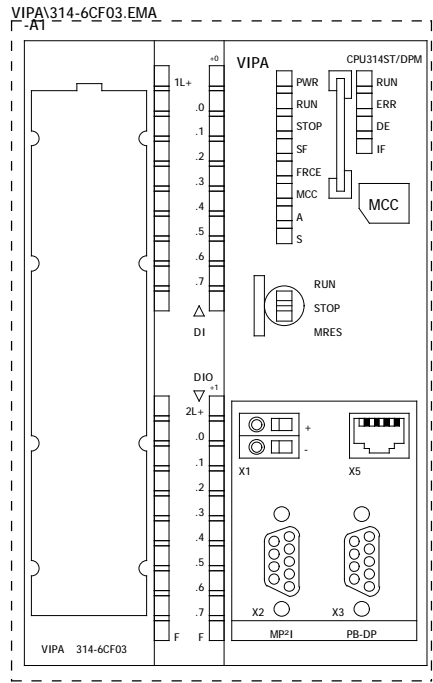 VIPA\314-6CF03.EMA
-A1
+0
VIPA
CPU314ST/DPM
1L+
PWR
RUN
.0
RUN
ERR
.1
STOP
DE
.2
SF
IF
.3
FRCE
.4
MCC
MCC
.5
A
.6
S
.7
RUN
STOP
DI
MRES
DIO
+1
2L+
.0
+
.1
-
X1
X5
.2
.3
.4
.5
.6
.7
X2
X3
F
F
MP²I
PB-DP
VIPA 314-6CF03